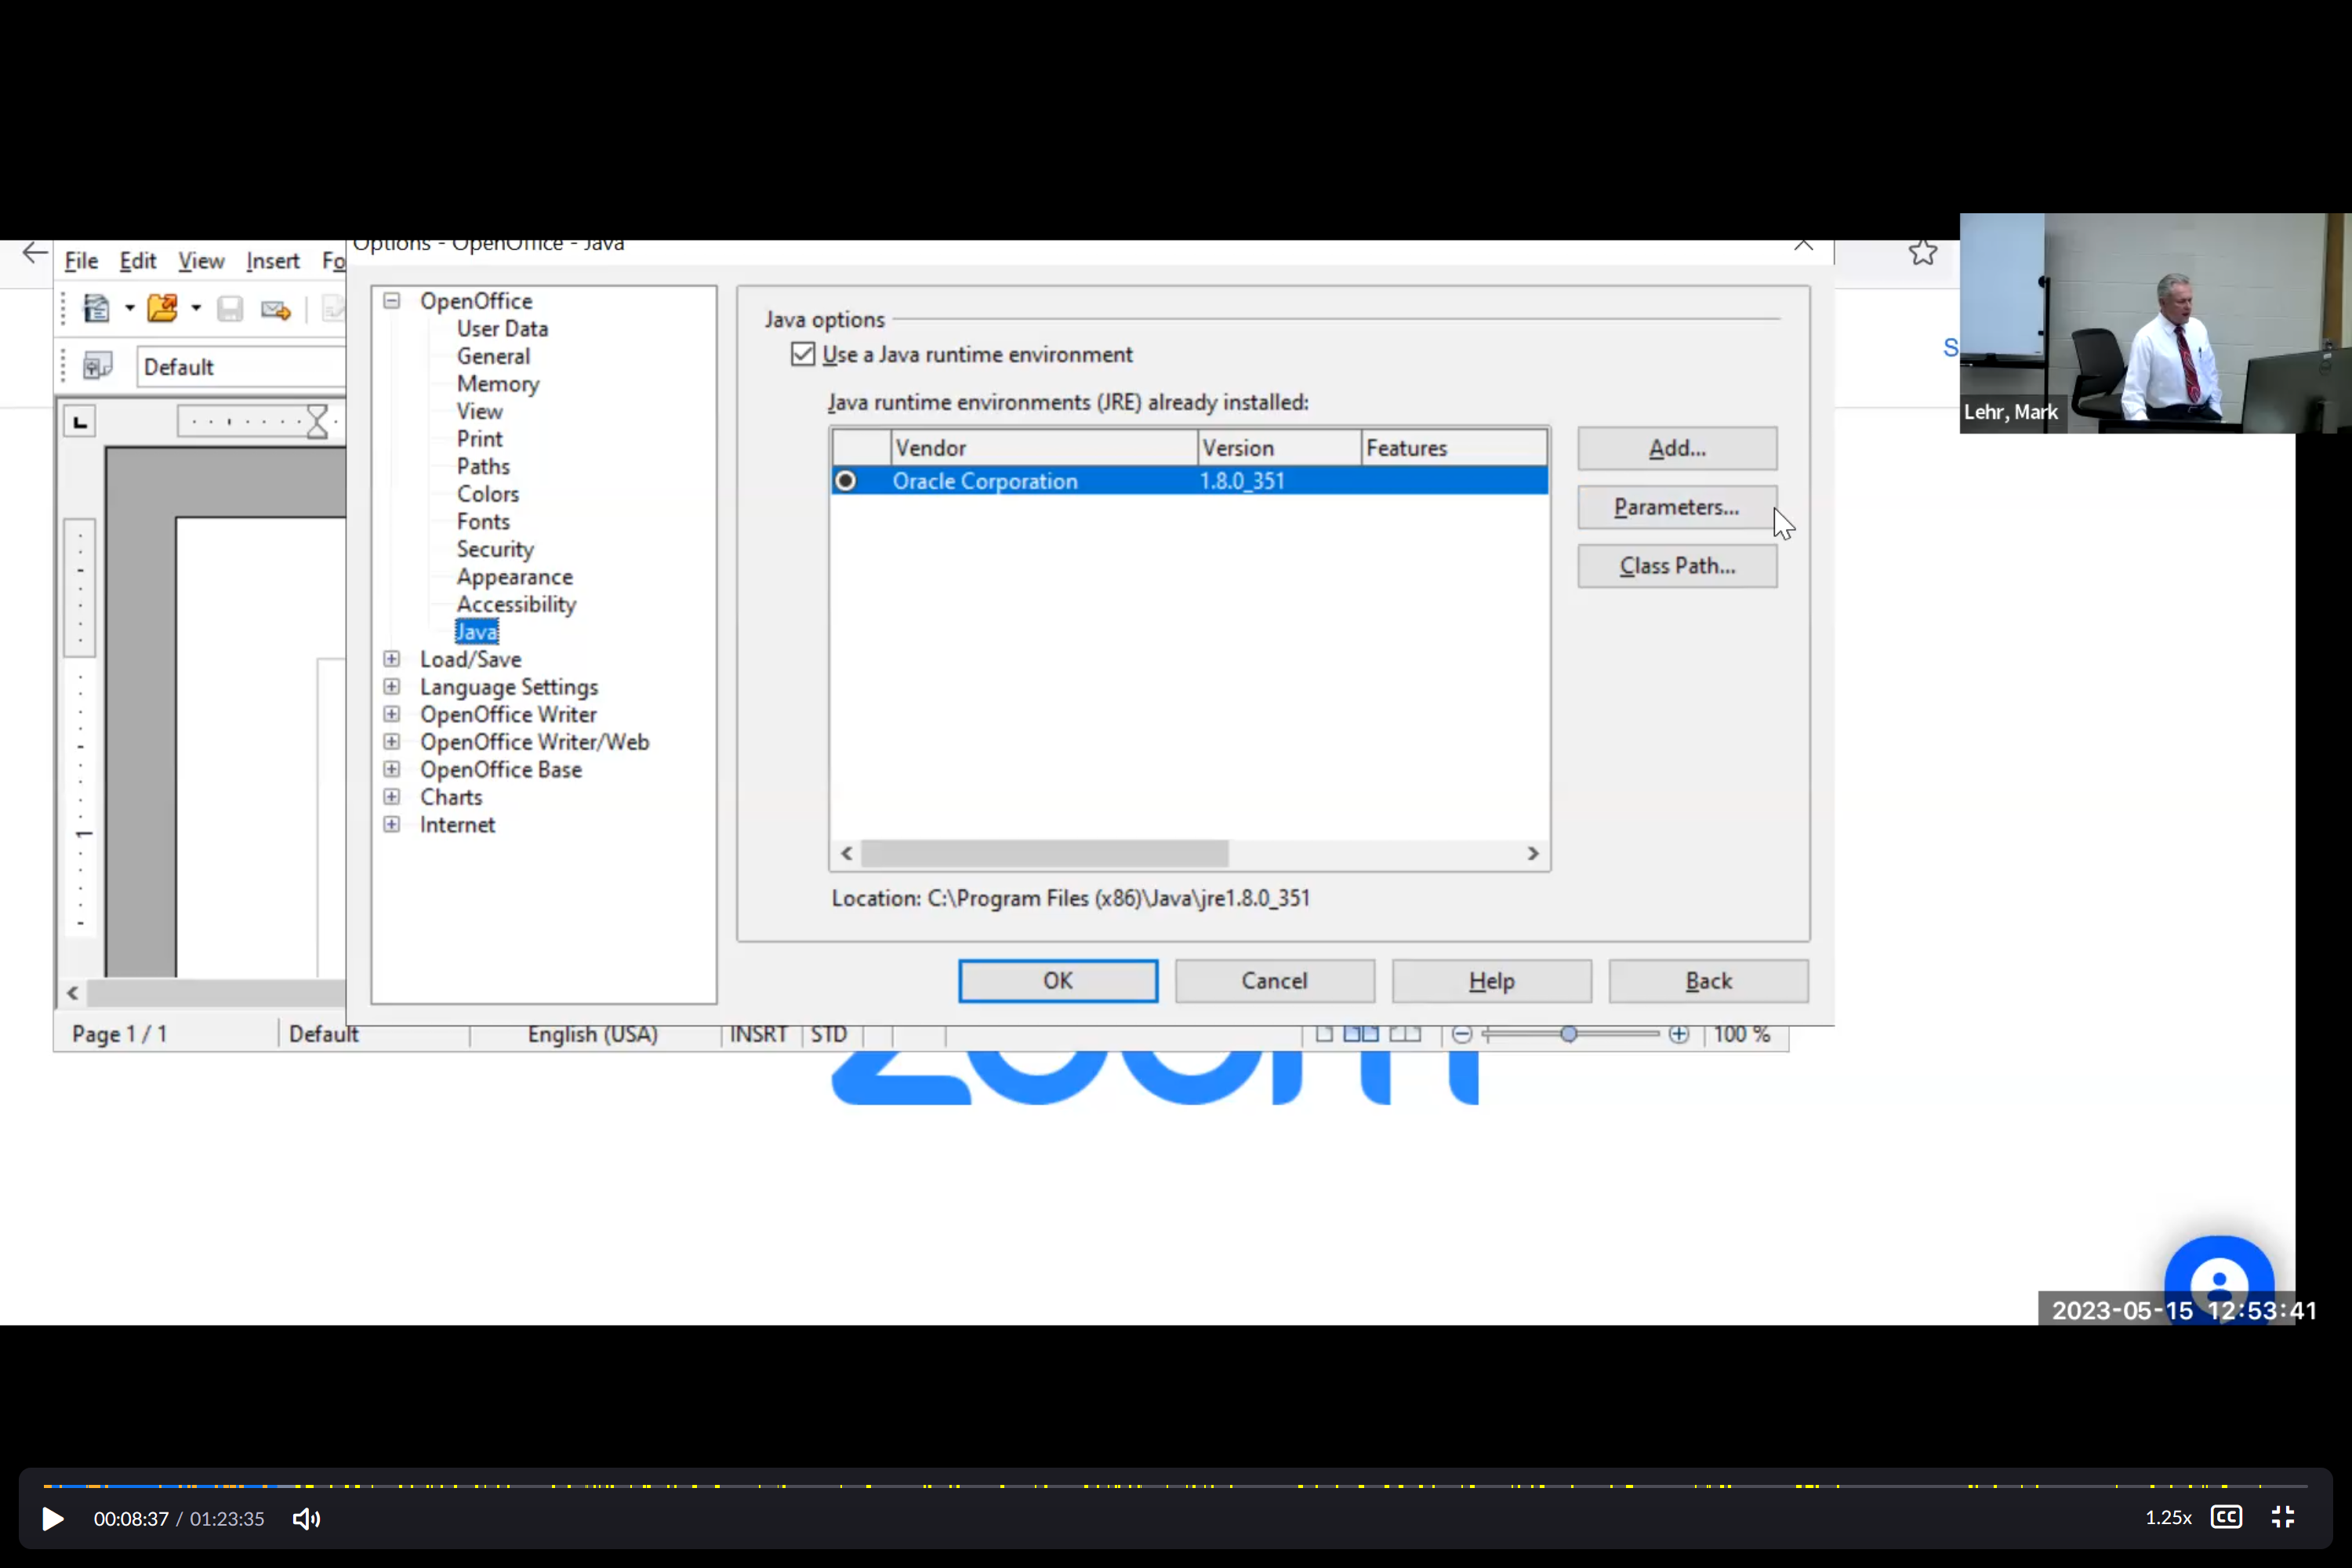 Options - OpenOffice - Java
File Edit View Insert Fo
Default
OpenOffice
User Data
General
Memory
View
Print
Paths
Colors
Fonts
Security
Appearance
Accessibility
Java
Load/Save
Language Settings
OpenOffice Writer
OpenOffice Writer/Web
OpenOffice Base
Charts
Internet
Java options
Use a Java runtime environment
Java runtime environments (JRE) already installed:
Vendor Version Features
Oracle Corporation 1.8.0_351
Add...
Parameters...
Class Path...
Location: C:\Program Files (x86)\Java\jre1.8.0_351
OK Cancel Help Back
1
Page 1 / 1 Default English (USA) INSRT STD 100 %
zoom
S
Lehr, Mark
2023-05-15 12:53:41
00:08:37 / 01:23:35
1.25x CC